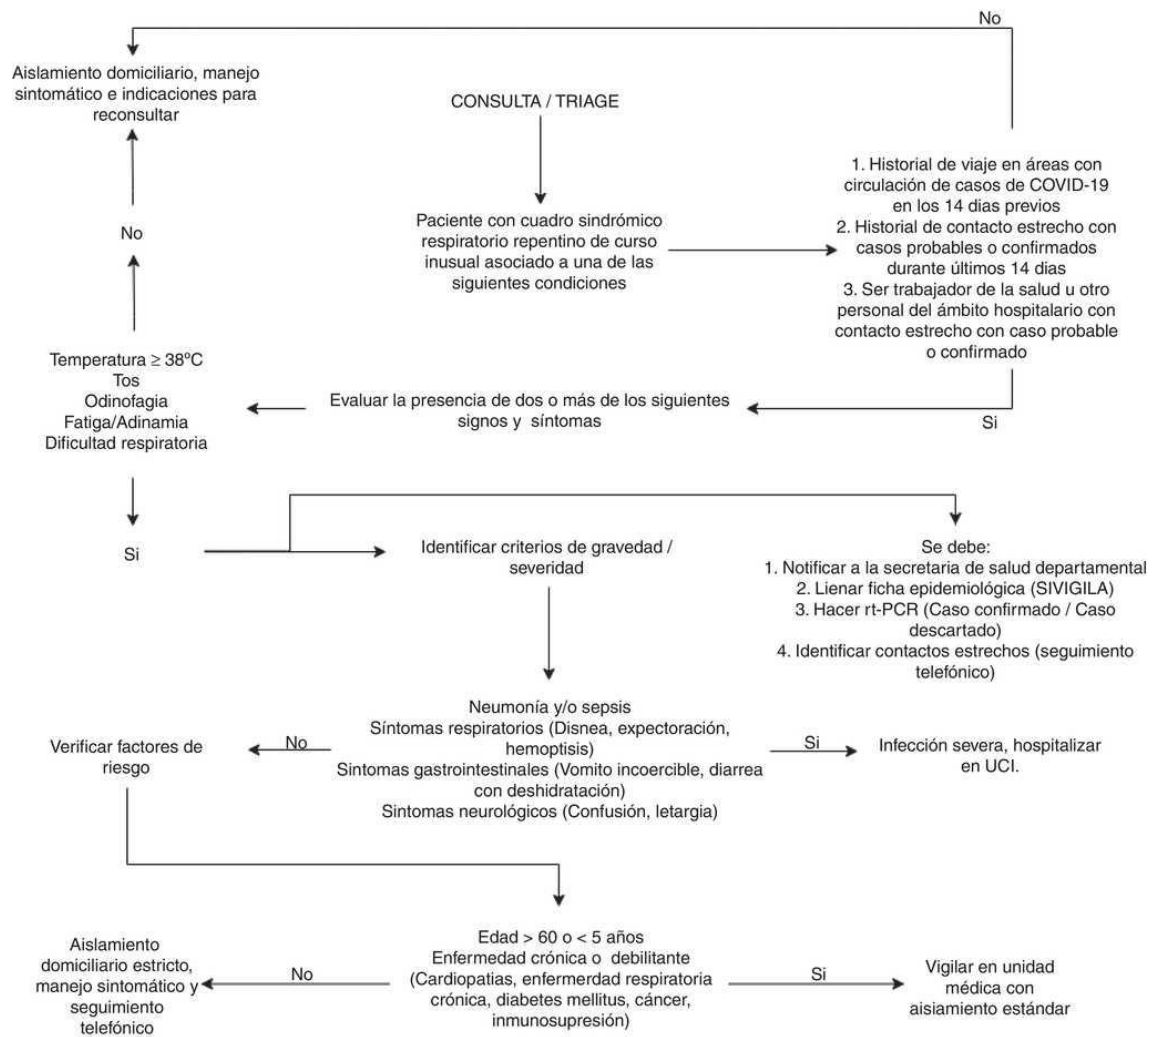 No
Aislamiento domiciliario, manejo
sintomático e indicaciones para
reconsultar
CONSULTA / TRIAGE
1. Historial de viaje en áreas con
circulación de casos de COVID-19
en los 14 dias previos
2. Historial de contacto estrecho con
casos probables o confirmados
durante últimos 14 dias
3. Ser trabajador de la salud u otro
personal del ámbito hospitalario con
contacto estrecho con caso probable
o confirmado
No
Paciente con cuadro sindrómico
respiratorio repentino de curso
inusual asociado a una de las
siguientes condiciones
Temperatura ≥ 38ºC
Tos
Odinofagia
Fatiga/Adinamia
Dificultad respiratoria
Evaluar la presencia de dos o más de los siguientes
signos y síntomas
Si
Si
Identificar criterios de gravedad /
severidad
Se debe:
1. Notificar a la secretaria de salud departamental
2. Lienar ficha epidemiológica (SIVIGILA)
3. Hacer rt-PCR (Caso confirmado / Caso
descartado)
4. Identificar contactos estrechos (seguimiento
telefónico)
Verificar factores de
riesgo
No
Neumonía y/o sepsis
Síntomas respiratorios (Disnea, expectoración,
hemoptisis)
Sintomas gastrointestinales (Vomito incoercible, diarrea
con deshidratación)
Sintomas neurológicos (Confusión, letargia)
Si
Infección severa, hospitalizar
en UCI.
Aislamiento
domiciliario estricto,
manejo sintomático y
seguimiento
telefónico
No
Edad > 60 o < 5 años
Enfermedad crónica o debilitante
(Cardiopatias, enfermerdad respiratoria
crónica, diabetes mellitus, cáncer,
inmunosupresión)
Si
Vigilar en unidad
médica con
aisiamiento estándar